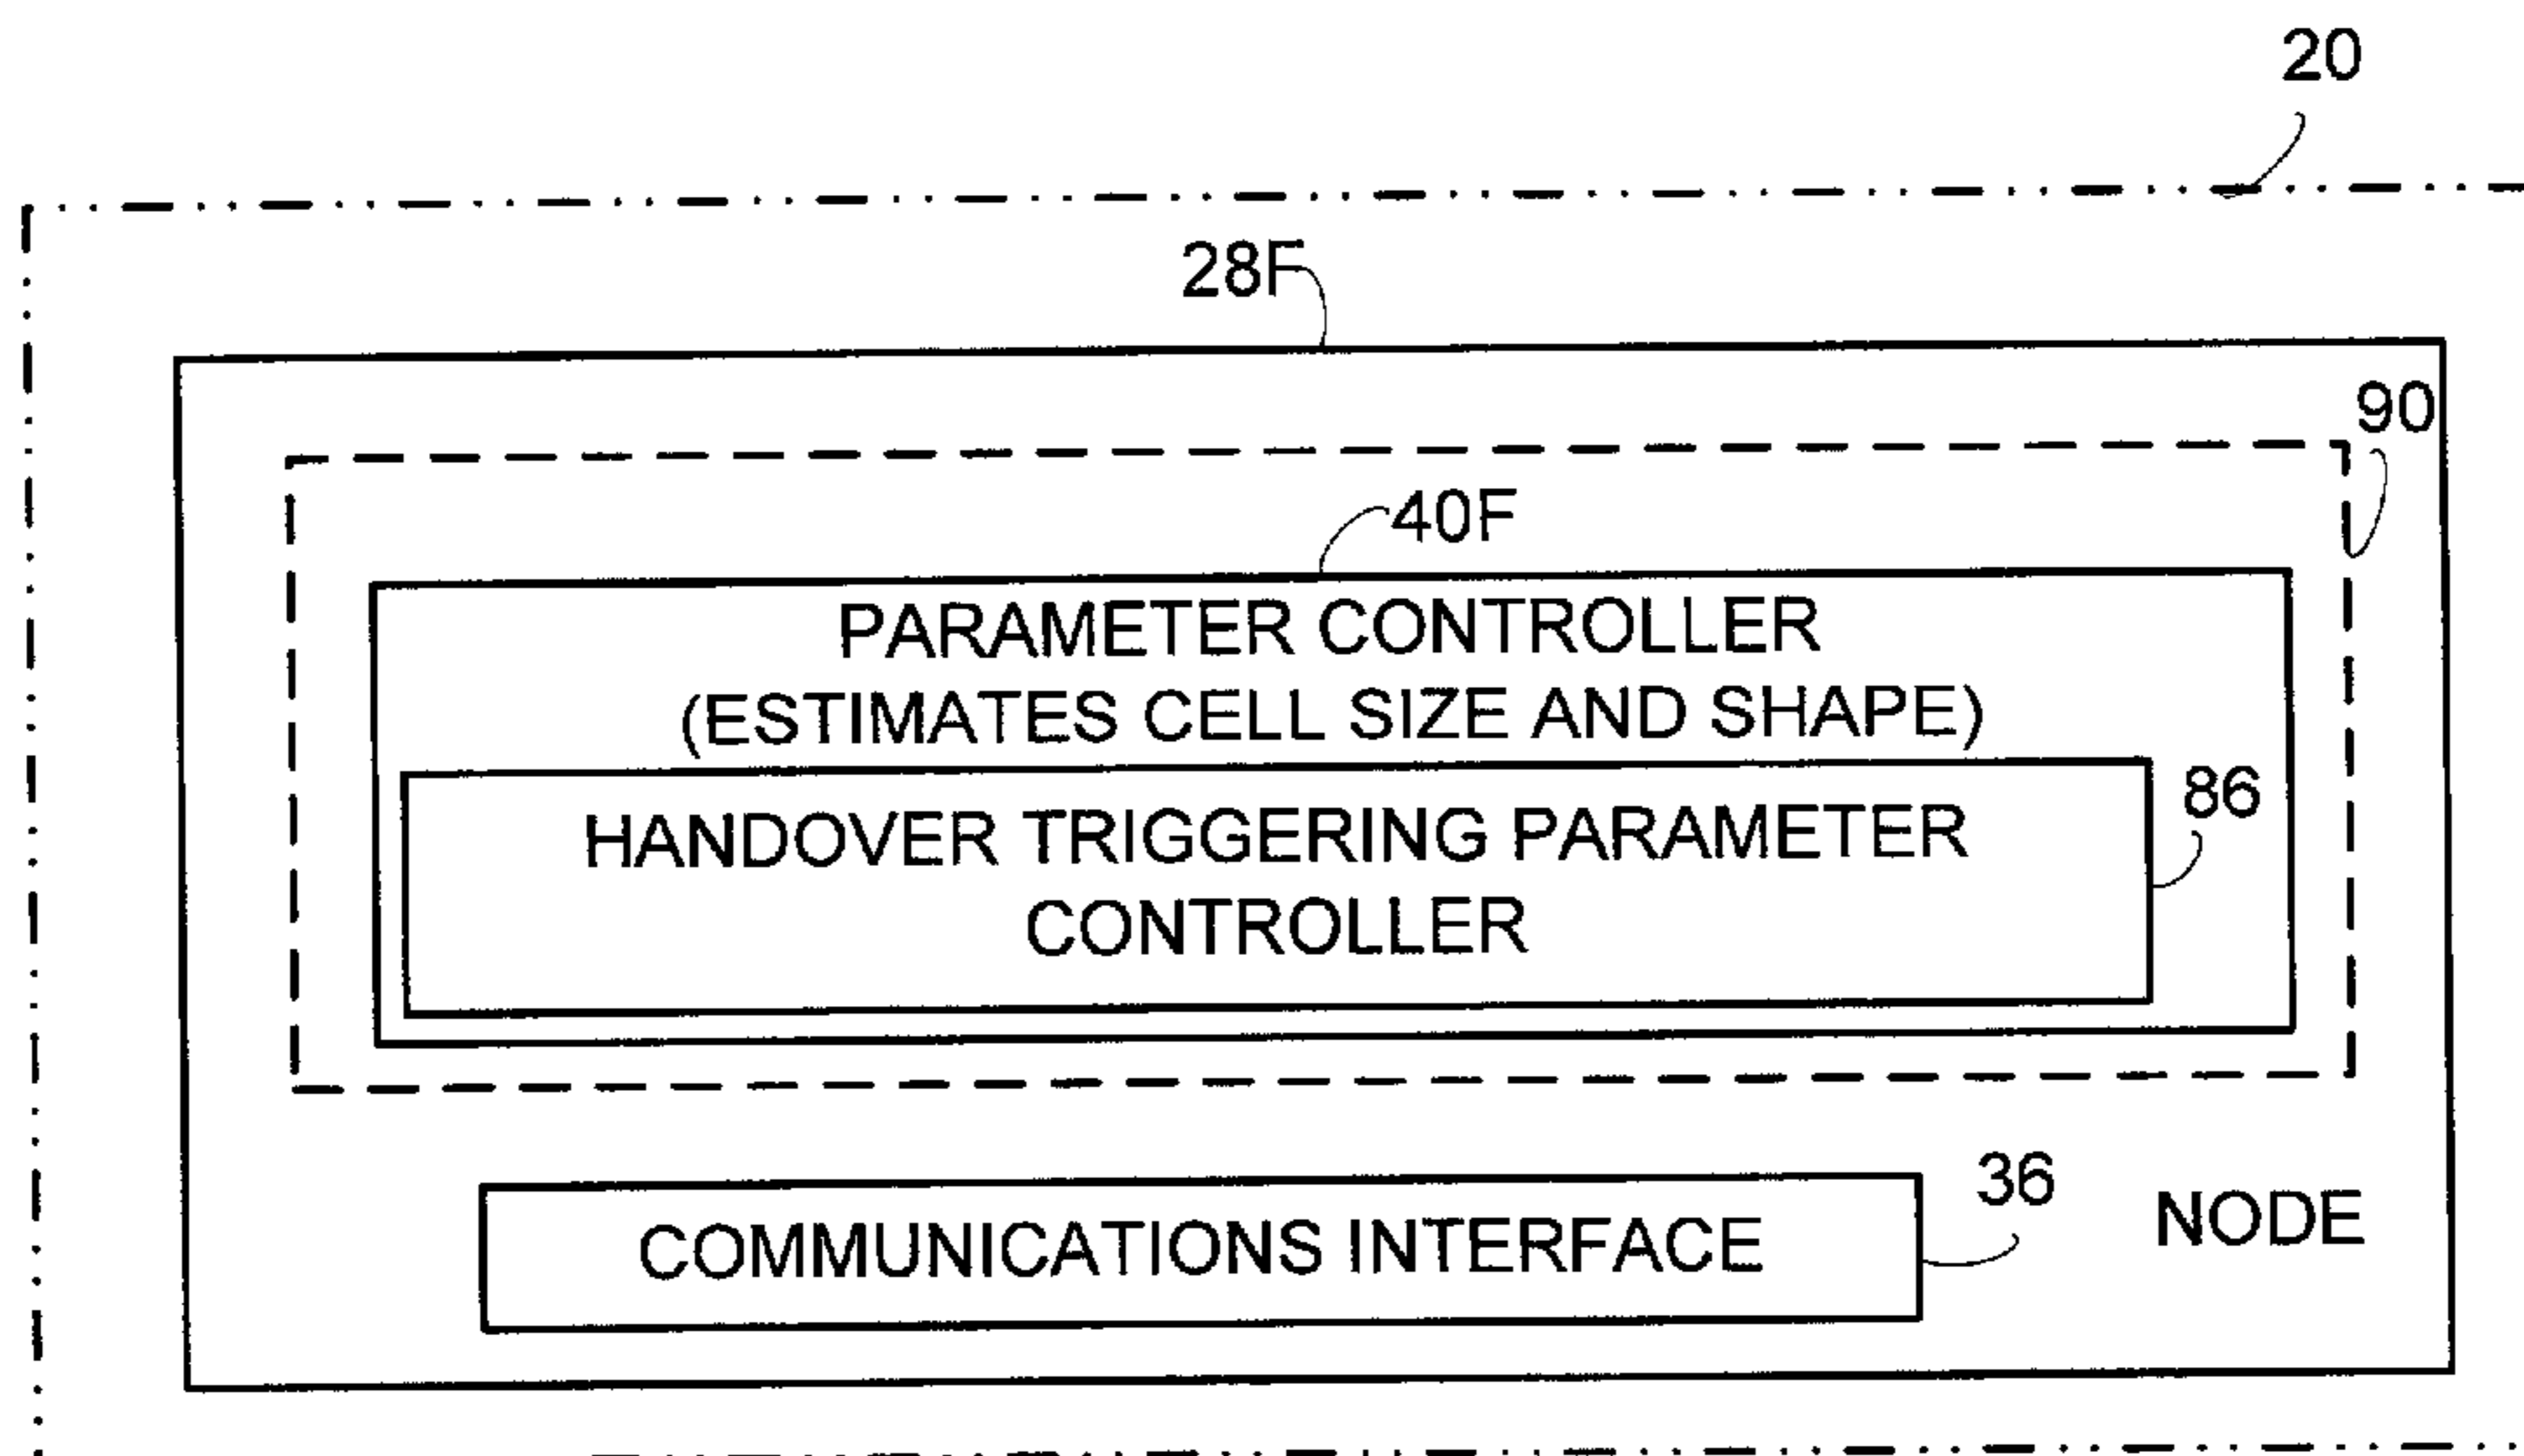 20
28F
90
40F
PARAMETER CONTROLLER
(ESTIMATES CELL SIZE AND SHAPE)
86
HANDOVER TRIGGERING PARAMETER
CONTROLLER
36
COMMUNICATIONS INTERFACE
NODE